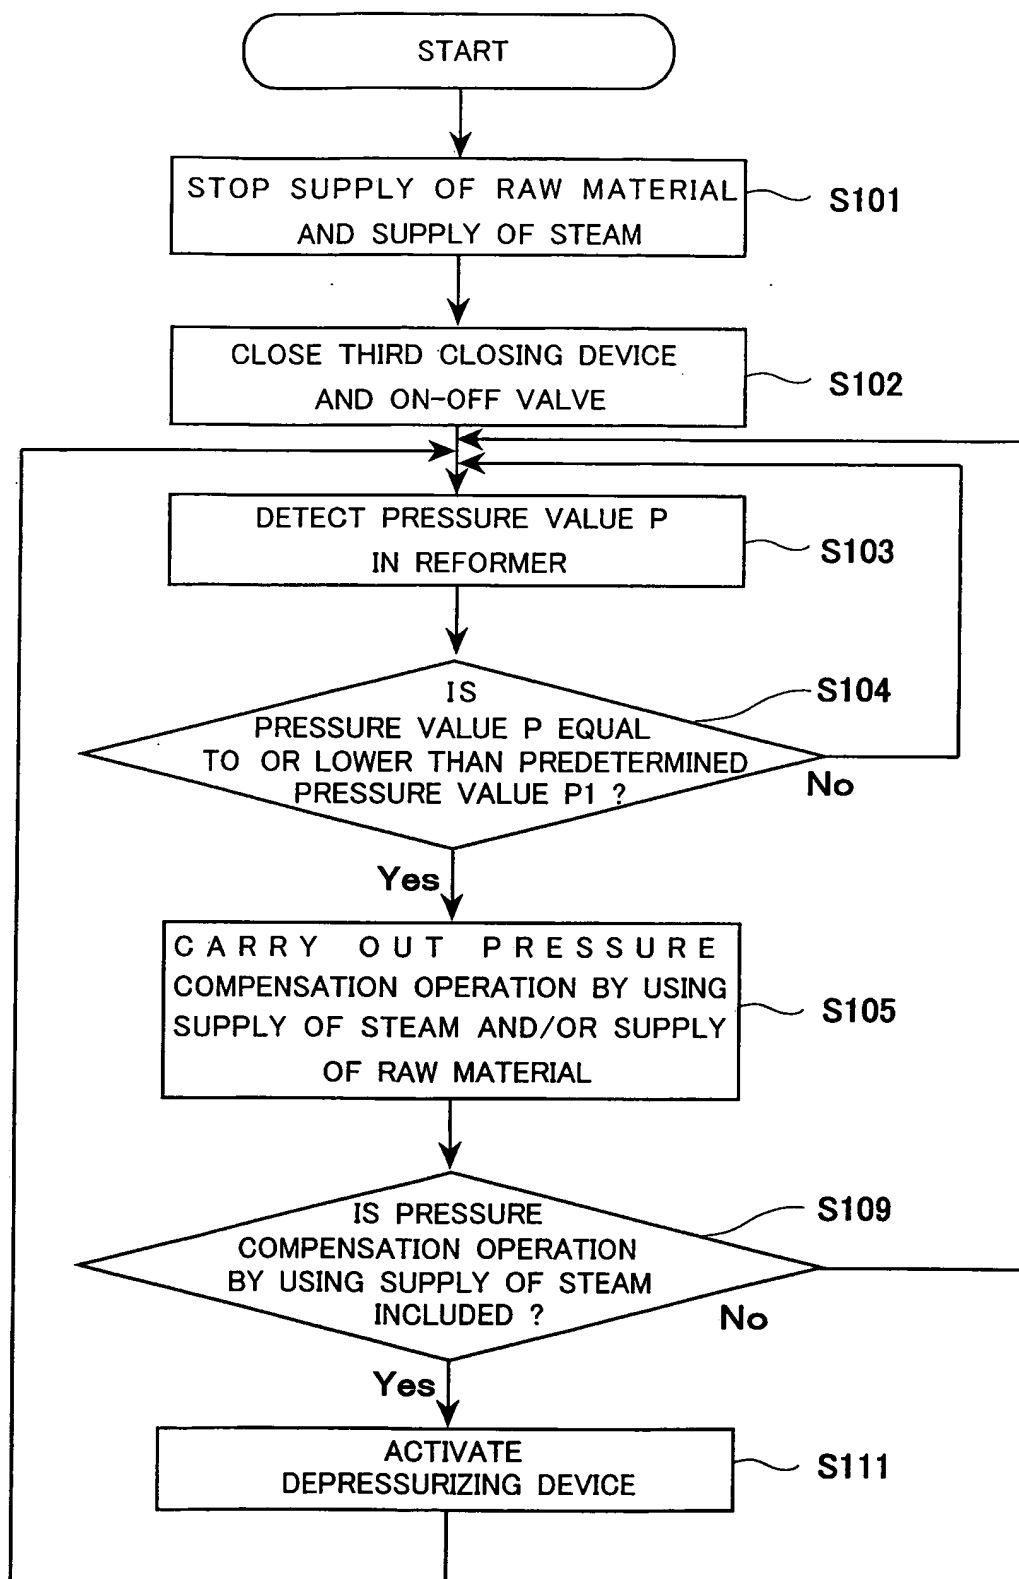 START
STOP SUPPLY OF RAW MATERIAL
AND SUPPLY OF STEAM
S101
CLOSE THIRD CLOSING DEVICE
AND ON-OFF VALVE
S102
DETECT PRESSURE VALUE P
IN REFORMER
S103
IS
PRESSURE VALUE P EQUAL
TO OR LOWER THAN PREDETERMINED
PRESSURE VALUE P1 ?
S104
No
Yes
CARRY OUT PRESSURE
COMPENSATION OPERATION BY USING
SUPPLY OF STEAM AND/OR SUPPLY
OF RAW MATERIAL
S105
IS PRESSURE
COMPENSATION OPERATION
BY USING SUPPLY OF STEAM
INCLUDED ?
S109
No
Yes
ACTIVATE
DEPRESSURIZING DEVICE
S111